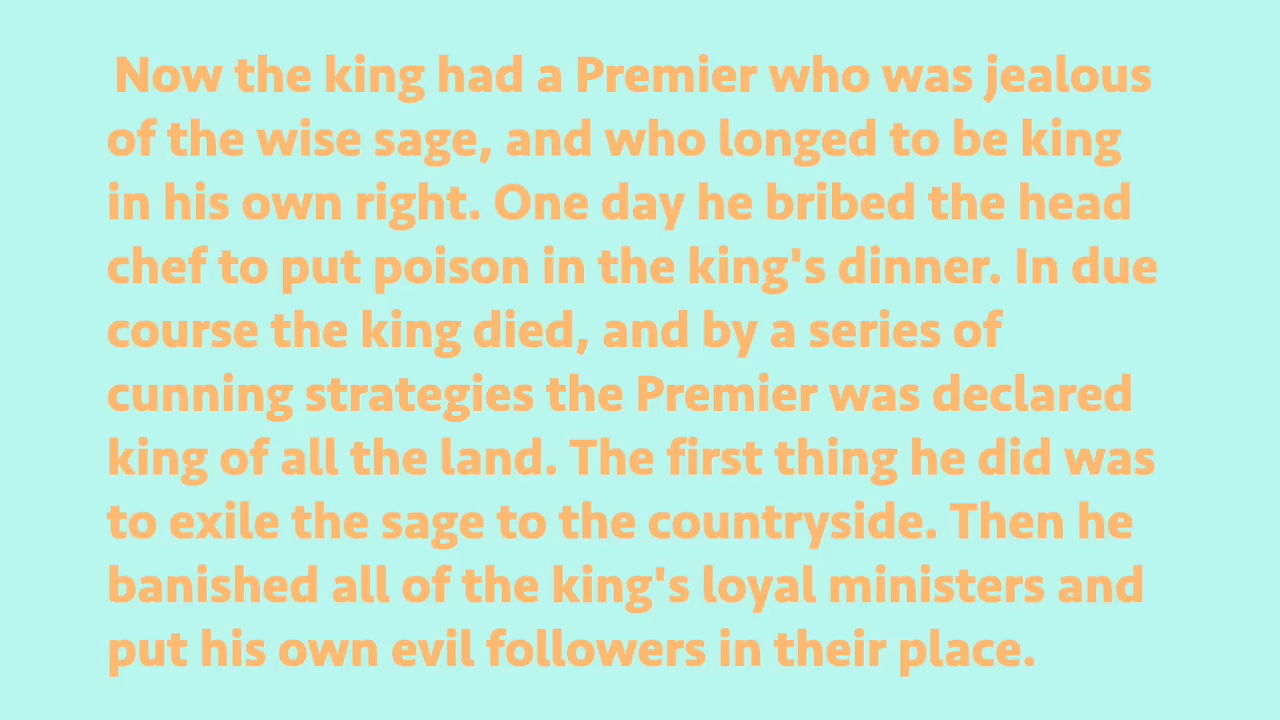 Now the king had a Premier who was jealous
of the wise sage, and who longed to be king
in his own right. One day he bribed the head
chef to put poison in the king's dinner. In due
course the king died, and by a series of
cunning strategies the Premier was declared
king of all the land. The first thing he did was
to exile the sage to the countryside. Then he
banished all of the king's loyal ministers and
put his own evil followers in their place.